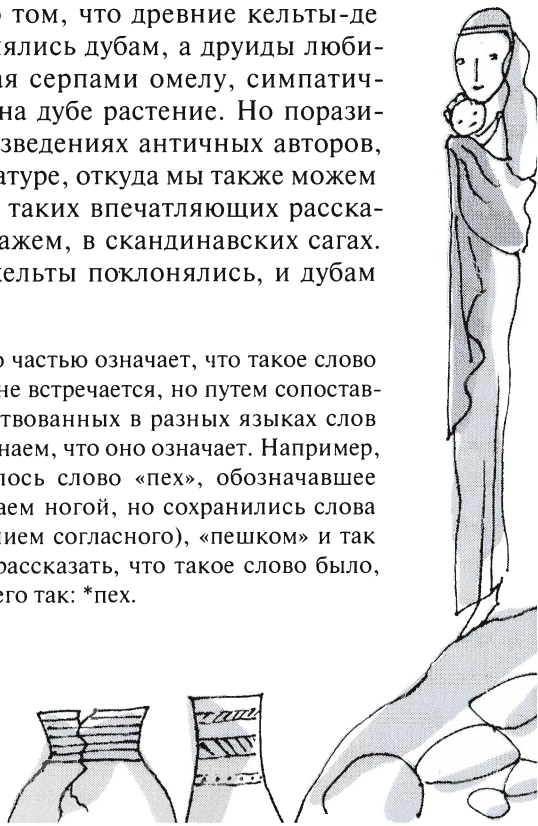 о том, что древние кельты-де
нялись дубам, а друиды люби-
ая серпами омелу, симпатич-
на дубе растение. Но порази-
зведениях античных авторов,
атуре, откуда мы также можем
таких впечатляющих расска-
ажем, в скандинавских сагах.
кельты поклонялись, и дубам
о частью означает, что такое слово
не встречается, но путем сопостав-
ствованных в разных языках слов
наем, что оно означает. Например,
лось слово «пех», обозначавшее
аем ногой, но сохранились слова
нием согласного), «пешком» и так
рассказать, что такое слово было,
его так: *пех.